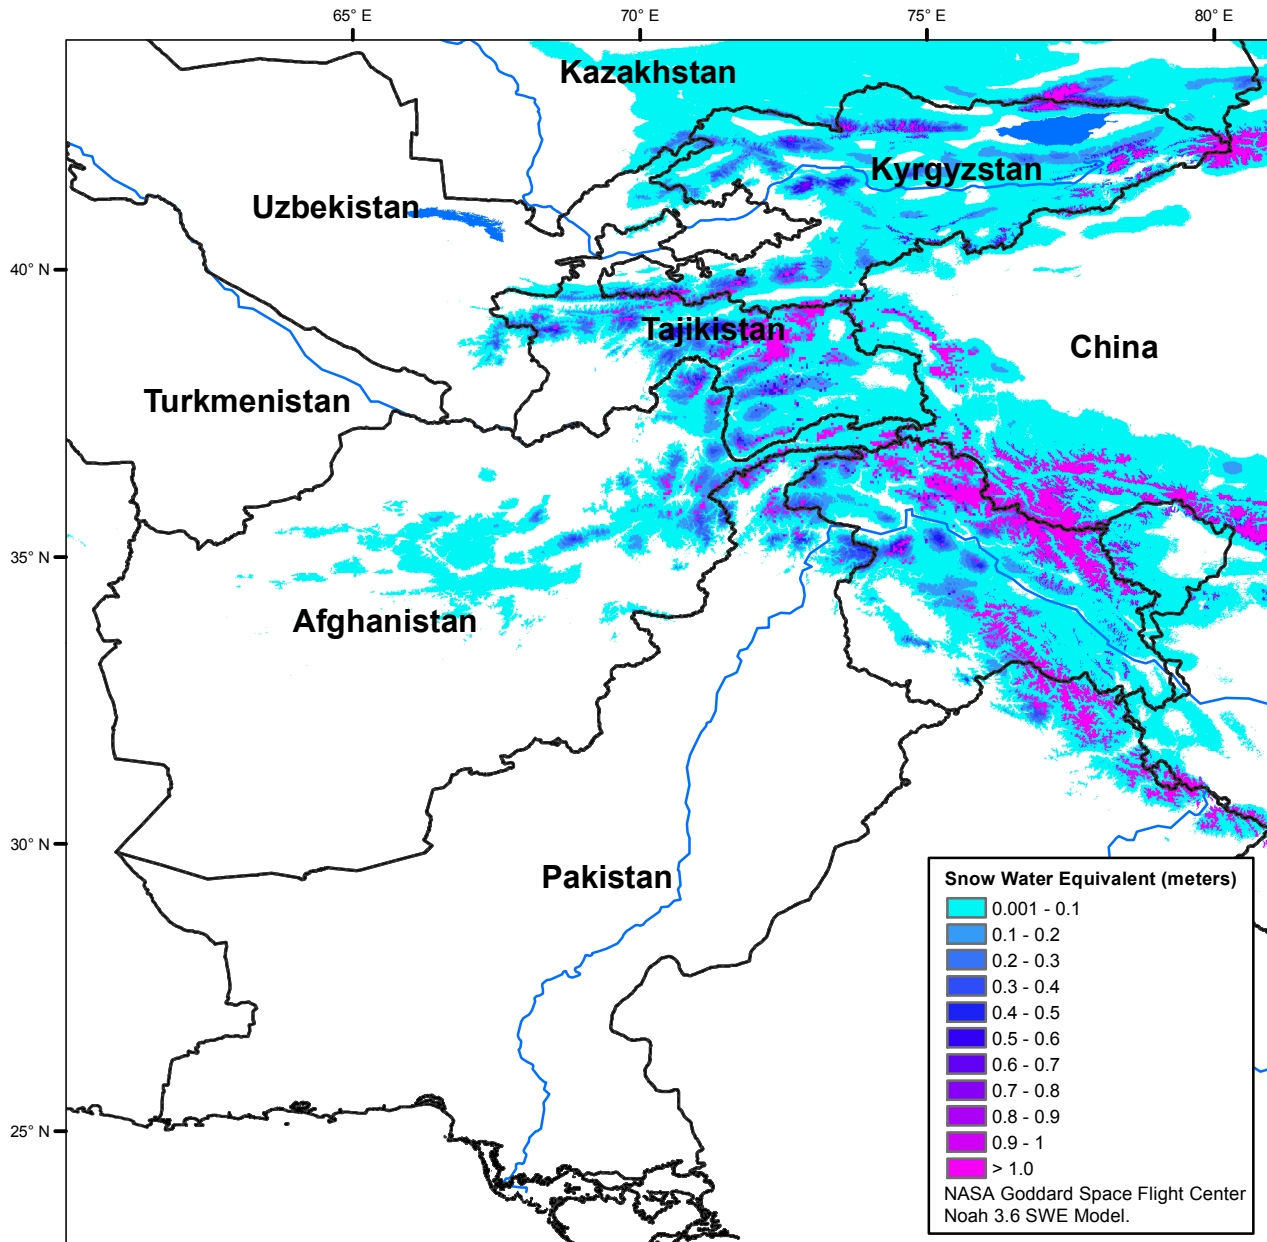 65° E
70° E
75° E
80° E
Kazakhstan
Kyrgyzstan
Uzbekistan
40° N
Tajikistan
China
Turkmenistan
35° N
Afghanistan
30° N
Pakistan
25° N
Snow Water Equivalent (meters)
0.001 - 0.1
0.1 - 0.2
0.2 - 0.3
0.3 - 0.4
0.4 - 0.5
0.5 - 0.6
0.6 - 0.7
0.7 - 0.8
0.8 - 0.9
0.9 - 1
> 1.0
NASA Goddard Space Flight Center
Noah 3.6 SWE Model.